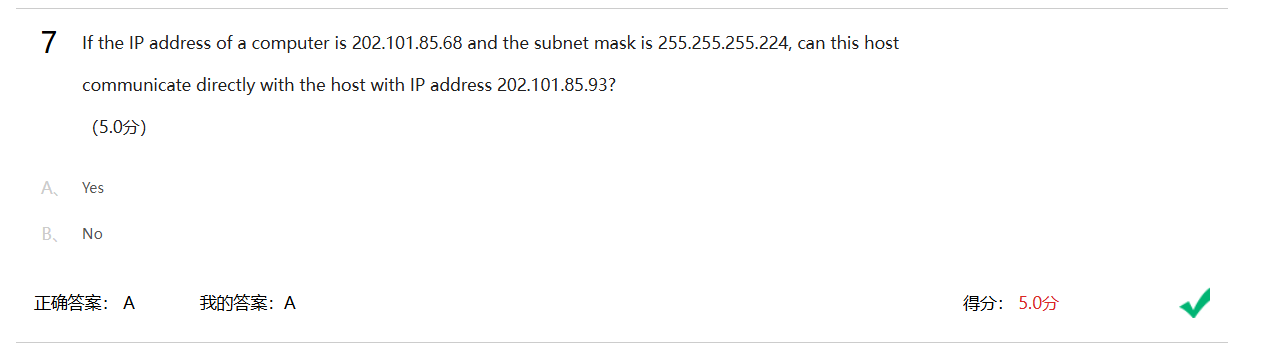 7 If the IP address of a computer is 202.101.85.68 and the subnet mask is 255.255.255.224, can this host
communicate directly with the host with IP address 202.101.85.93?
(5.0分)
A、 Yes
B、 No
正确答案： A 我的答案：A 得分： 5.0分